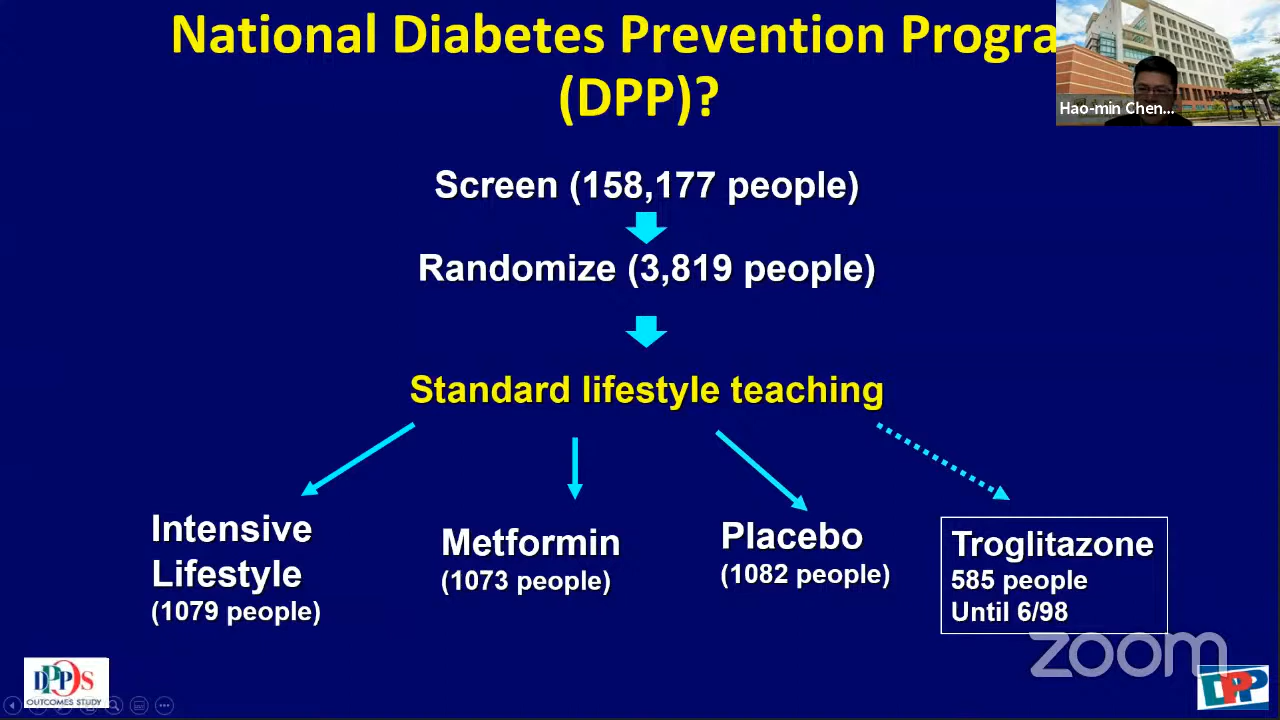 National Diabetes Prevention Progra
(DPP)?
Hao-min Chen...
Screen (158,177 people)
Randomize (3,819 people)
Standard lifestyle teaching
Intensive
Lifestyle
(1079 people)
Metformin
(1073 people)
Placebo
(1082 people)
Troglitazone
585 people
Until 6/98
zoom
DPPOS
OUTCOMES STUDY
DPP